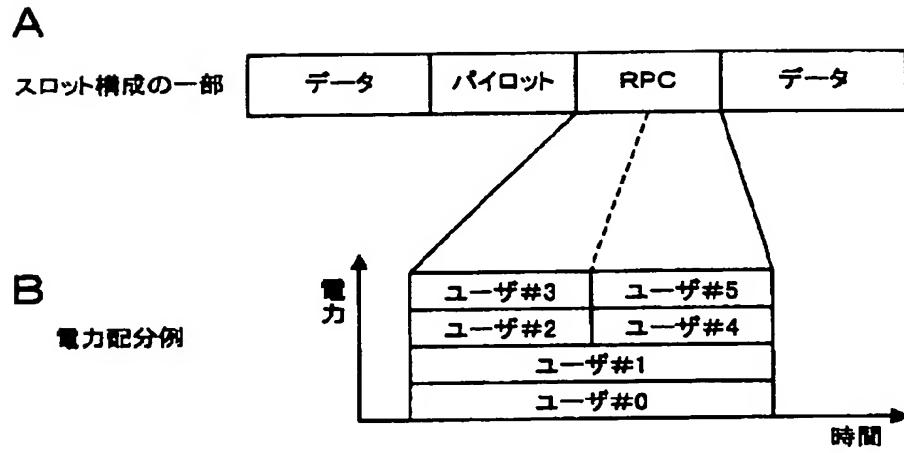 A
スロット構成の一部
データ パイロット RPC データ
B
電力配分例
電力
ユーザ#3 ユーザ#5
ユーザ#2 ユーザ#4
ユーザ#1
ユーザ#0
時間